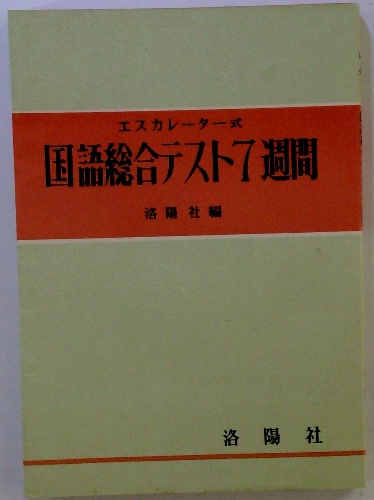 エスカレーター式
国語総合テスト7週間
洛陽社編
洛陽社